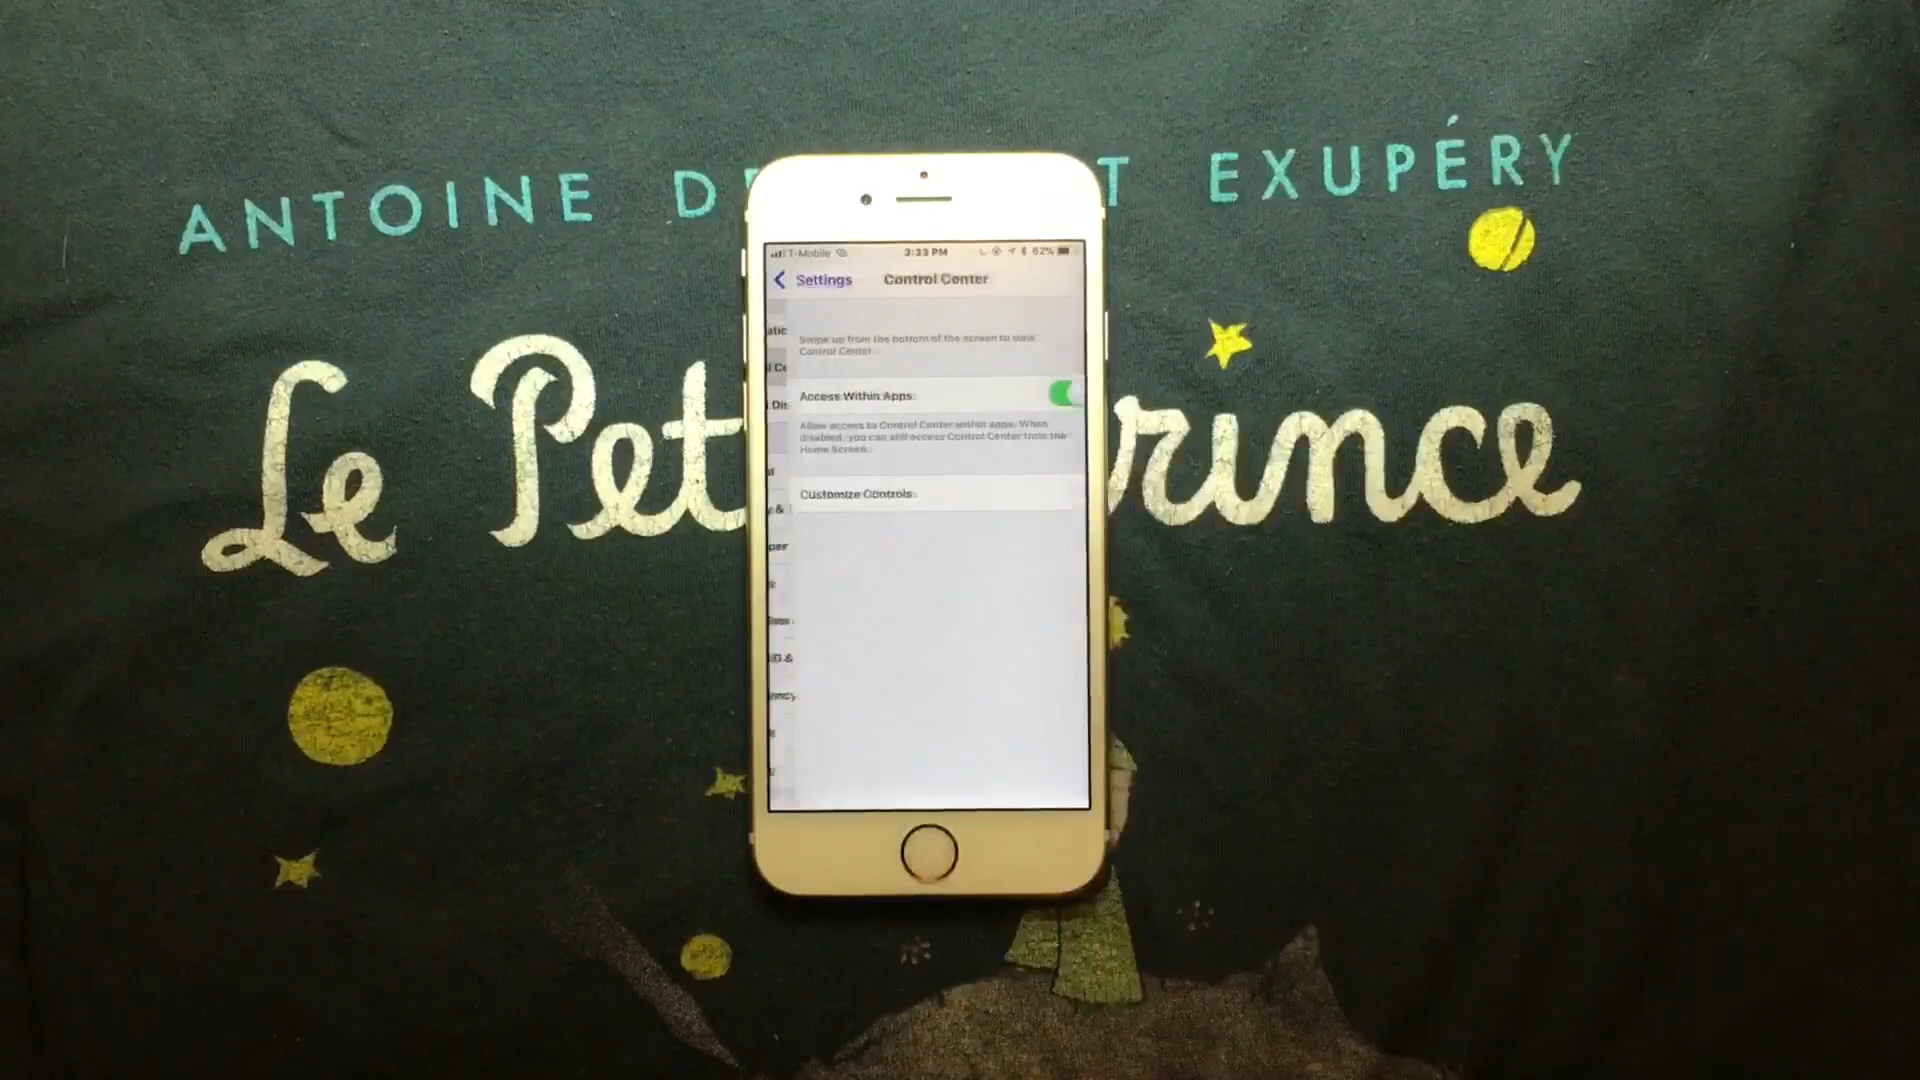 ANTOINE D T EXUPÉRY
Le Pet rince
T-Mobile 3:33 PM 62%
Settings Control Center
Swipe up from the bottom of the screen to view
Control Center.
Access Within Apps
Allow access to Control Center within apps. When
disabled, you can still access Control Center from the
Home Screen.
Customize Controls